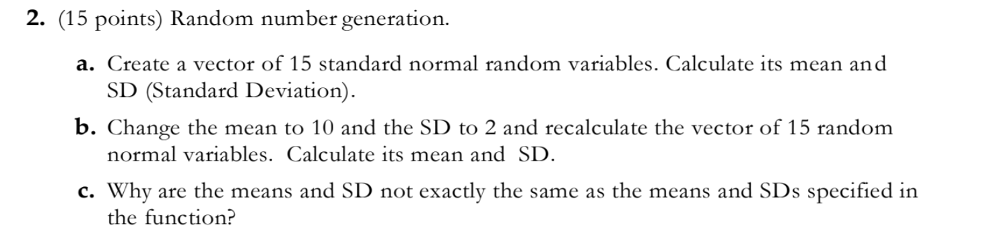 2. (15 points) Random number generation.
a. Create a vector of 15 standard normal random variables. Calculate its mean and
SD (Standard Deviation).
b. Change the mean to 10 and the SD to 2 and recalculate the vector of 15 random
normal variables. Calculate its mean and SD.
c. Why are the means and SD not exactly the same as the means and SDs specified in
the function?